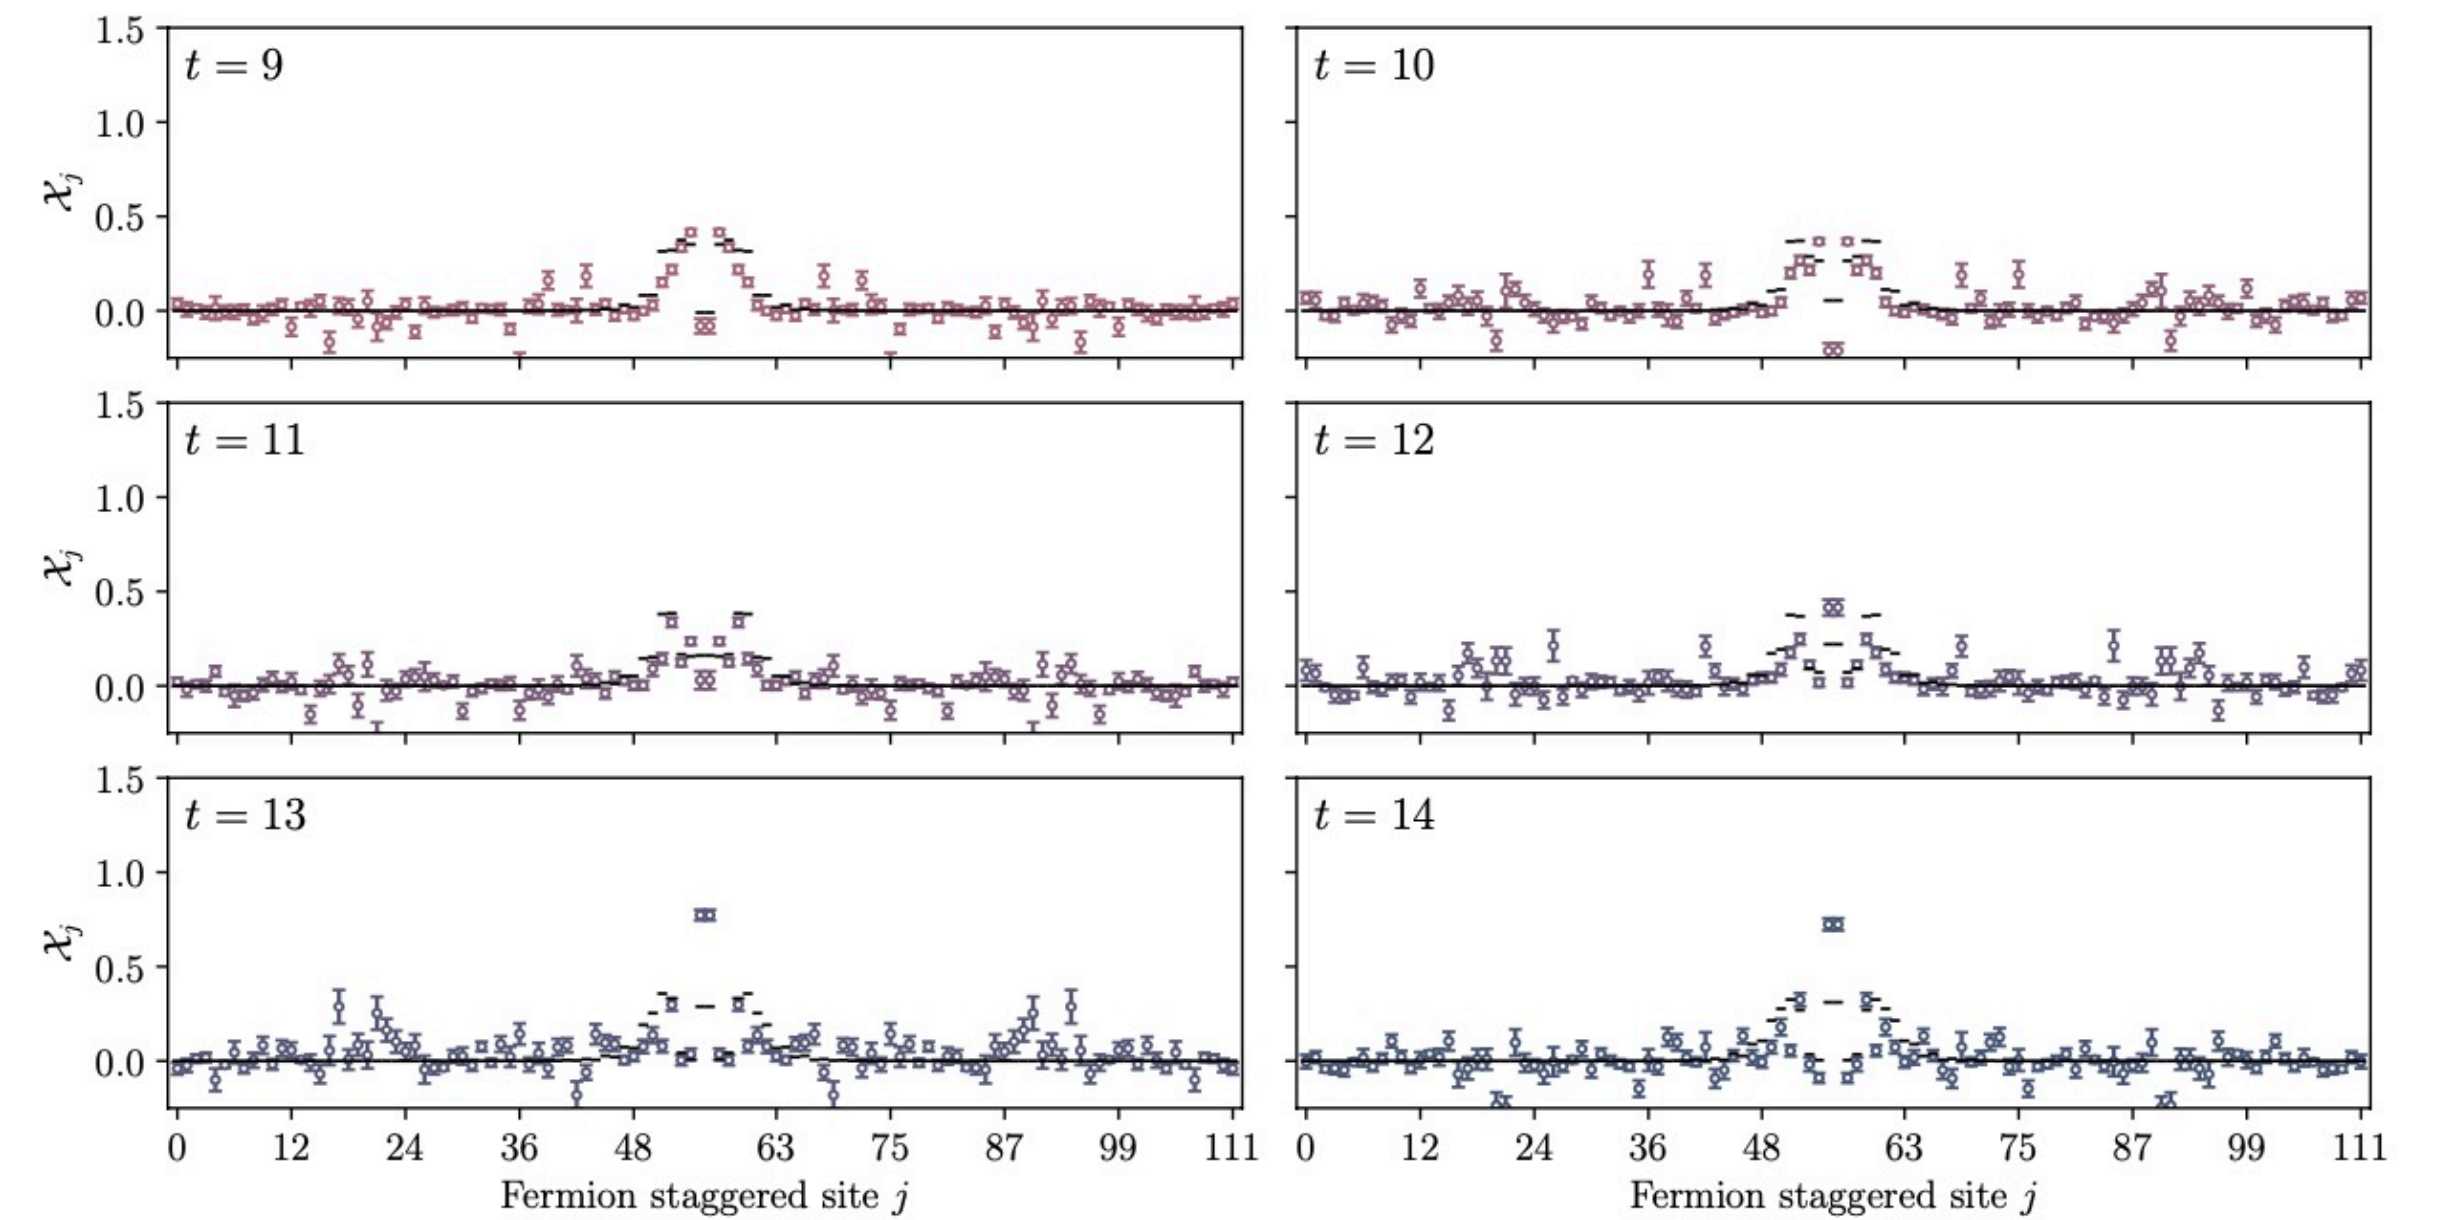 t = 9
t = 10
1.5
1.0
0.5
0.0
𝒳j
t = 11
t = 12
1.5
1.0
0.5
0.0
𝒳j
t = 13
t = 14
1.5
1.0
0.5
0.0
𝒳j
0 12 24 36 48 63 75 87 99 111
0 12 24 36 48 63 75 87 99 111
Fermion staggered site j
Fermion staggered site j